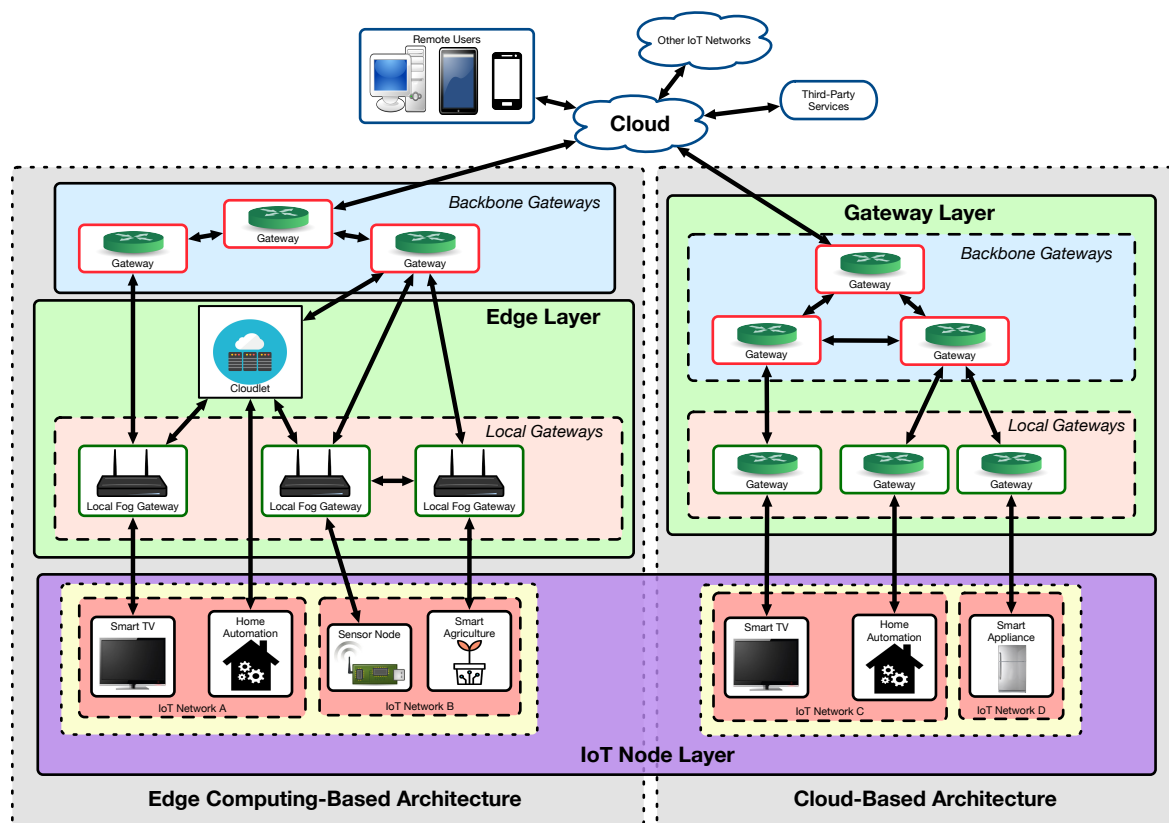 Remote Users
Other IoT Networks
Third-Party
Services
Cloud
Backbone Gateways
Gateway
Gateway
Gateway
Edge Layer
Cloudlet
Local Gateways
Local Fog Gateway
Local Fog Gateway
Local Fog Gateway
Gateway Layer
Backbone Gateways
Gateway
Gateway
Gateway
Local Gateways
Gateway
Gateway
Gateway
Smart TV
Home
Automation
IoT Network A
Sensor Node
Smart
Agriculture
IoT Network B
Smart TV
Home
Automation
IoT Network C
Smart
Appliance
IoT Network D
IoT Node Layer
Edge Computing-Based Architecture
Cloud-Based Architecture